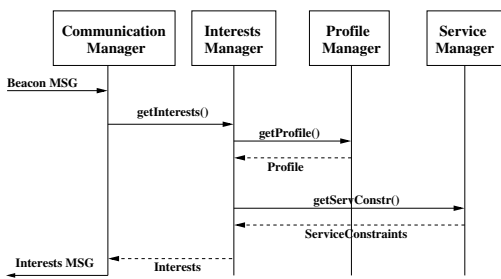 Communication
Manager
Interests
Manager
Profile
Manager
Service
Manager
Beacon MSG
getInterests()
getProfile()
Profile
getServConstr()
ServiceConstraints
Interests
Interests MSG